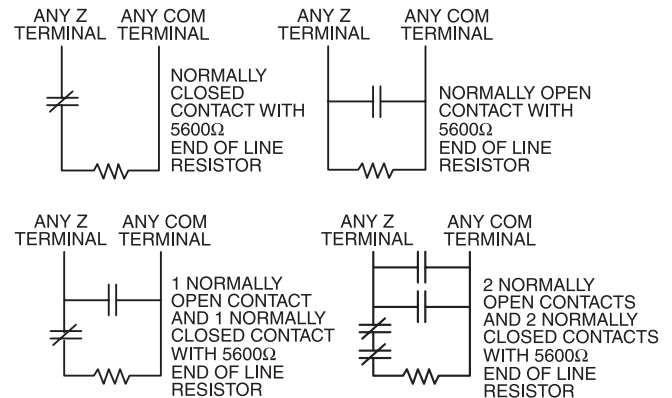 ANY Z
TERMINAL
ANY COM
TERMINAL
NORMALLY
CLOSED
CONTACT WITH
5600Ω
END OF LINE
RESISTOR
ANY Z
TERMINAL
ANY COM
TERMINAL
NORMALLY OPEN
CONTACT WITH
5600Ω
END OF LINE
RESISTOR
ANY Z
TERMINAL
ANY COM
TERMINAL
1 NORMALLY
OPEN CONTACT
AND 1 NORMALLY
CLOSED CONTACT
WITH 5600Ω
END OF LINE
RESISTOR
ANY Z
TERMINAL
ANY COM
TERMINAL
2 NORMALLY
OPEN CONTACTS
AND 2 NORMALLY
CLOSED CONTACTS
WITH 5600Ω
END OF LINE
RESISTOR